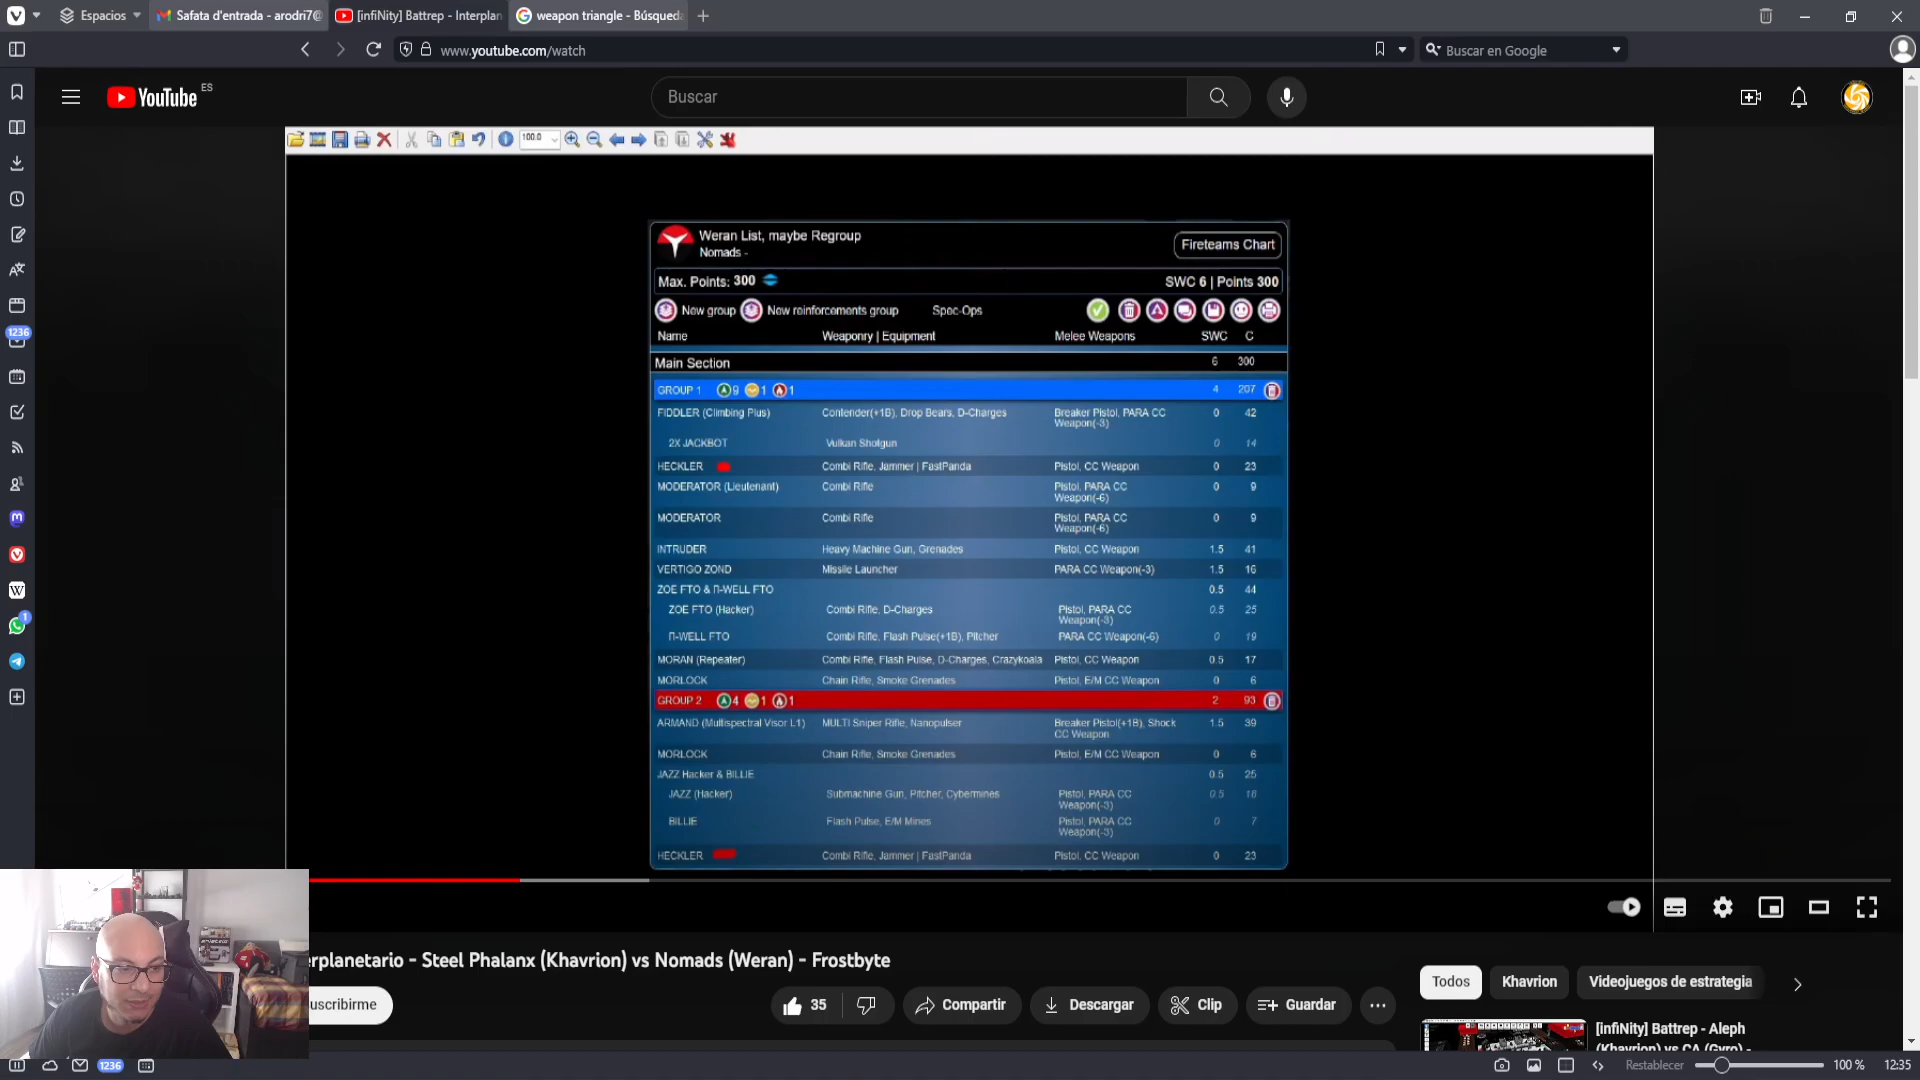 Espacios
Safata d'entrada - arodri7@
[infiNity] Battrep - Interplan
weapon triangle - Búsqueda
www.youtube.com/watch
Buscar en Google
YouTube ES
Buscar
100.0
Weran List, maybe Regroup
Nomads -
Fireteams Chart
Max. Points: 300
SWC 6 | Points 300
New group
New reinforcements group
Spec-Ops
Name Weaponry | Equipment Melee Weapons SWC C
Main Section 6 300
GROUP 1 9 1 1 4 207
FIDDLER (Climbing Plus) Contender(+1B), Drop Bears, D-Charges Breaker Pistol, PARA CC 0 42
Weapon(-3)
2X JACKBOT Vulkan Shotgun 0 14
HECKLER Combi Rifle, Jammer | FastPanda Pistol, CC Weapon 0 23
MODERATOR (Lieutenant) Combi Rifle Pistol, PARA CC 0 9
Weapon(-6)
MODERATOR Combi Rifle Pistol, PARA CC 0 9
Weapon(-6)
INTRUDER Heavy Machine Gun, Grenades Pistol, CC Weapon 1.5 41
VERTIGO ZOND Missile Launcher PARA CC Weapon(-3) 1.5 16
ZOE FTO & Π-WELL FTO 0.5 44
ZOE FTO (Hacker) Combi Rifle, D-Charges Pistol, PARA CC 0.5 25
Weapon(-3)
Π-WELL FTO Combi Rifle, Flash Pulse(+1B), Pitcher PARA CC Weapon(-6) 0 19
MORAN (Repeater) Combi Rifle, Flash Pulse, D-Charges, Crazykoala Pistol, CC Weapon 0.5 17
MORLOCK Chain Rifle, Smoke Grenades Pistol, E/M CC Weapon 0 6
GROUP 2 4 1 1 2 93
ARMAND (Multispectral Visor L1) MULTI Sniper Rifle, Nanopulser Breaker Pistol(+1B), Shock 1.5 39
CC Weapon
MORLOCK Chain Rifle, Smoke Grenades Pistol, E/M CC Weapon 0 6
JAZZ Hacker & BILLIE 0.5 25
JAZZ (Hacker) Submachine Gun, Pitcher, Cybermines Pistol, PARA CC 0.5 18
Weapon(-3)
BILLIE Flash Pulse, E/M Mines Pistol, PARA CC 0 7
Weapon(-3)
HECKLER Combi Rifle, Jammer | FastPanda Pistol, CC Weapon 0 23
1236
1
erplanetario - Steel Phalanx (Khavrion) vs Nomads (Weran) - Frostbyte
uscribirme
35
Compartir
Descargar
Clip
Guardar
Todos
Khavrion
Videojuegos de estrategia
[infiNity] Battrep - Aleph
(Khavrion) vs CA (Gyro) -
1236
Restablecer
100 %
12:35